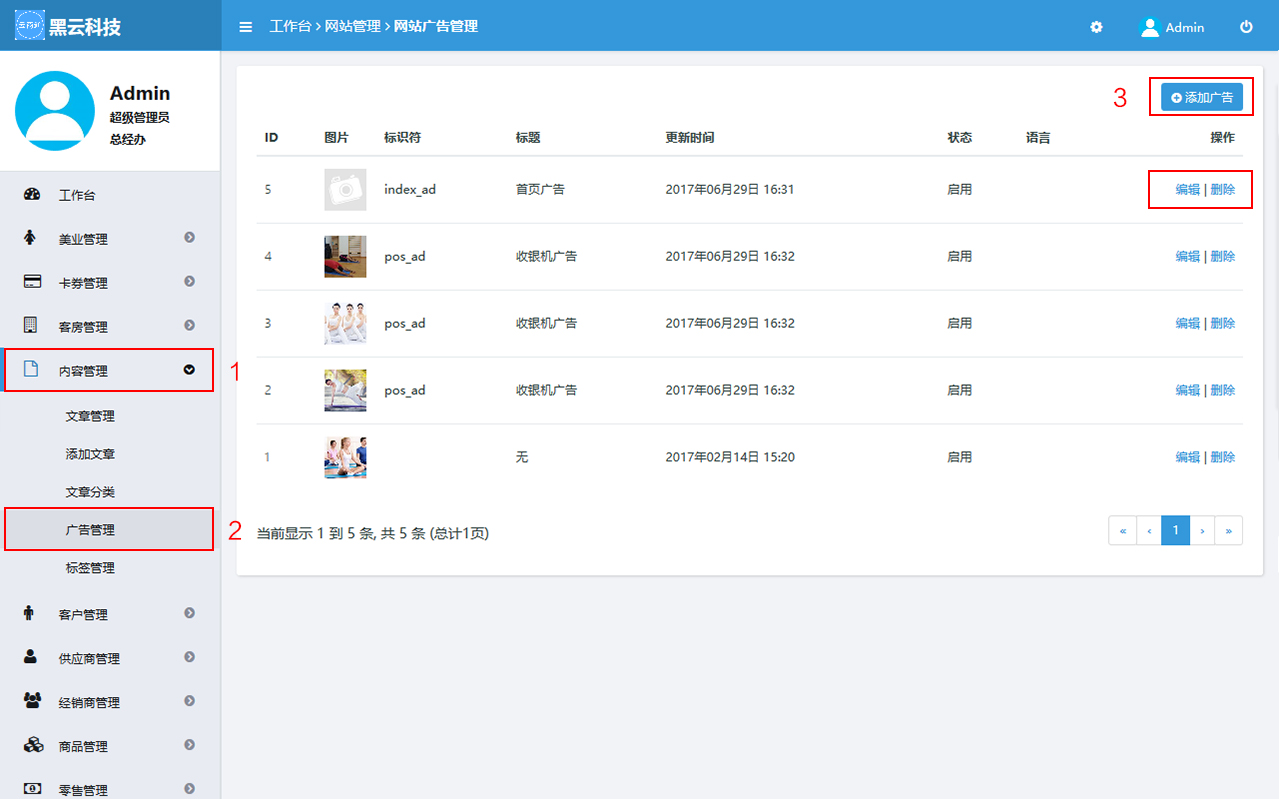 黑云科技
工作台 › 网站管理 › 网站广告管理
Admin
Admin
超级管理员
总经办
工作台
美业管理
卡券管理
客房管理
内容管理
1
文章管理
添加文章
文章分类
广告管理
2
标签管理
客户管理
供应商管理
经销商管理
商品管理
零售管理
3
添加广告
ID 图片 标识符 标题 更新时间 状态 语言 操作
5 index_ad 首页广告 2017年06月29日 16:31 启用 编辑 | 删除
4 pos_ad 收银机广告 2017年06月29日 16:32 启用 编辑 | 删除
3 pos_ad 收银机广告 2017年06月29日 16:32 启用 编辑 | 删除
2 pos_ad 收银机广告 2017年06月29日 16:32 启用 编辑 | 删除
1 无 2017年02月14日 15:20 启用 编辑 | 删除
当前显示 1 到 5 条, 共 5 条 (总计1页)
« ‹ 1 › »